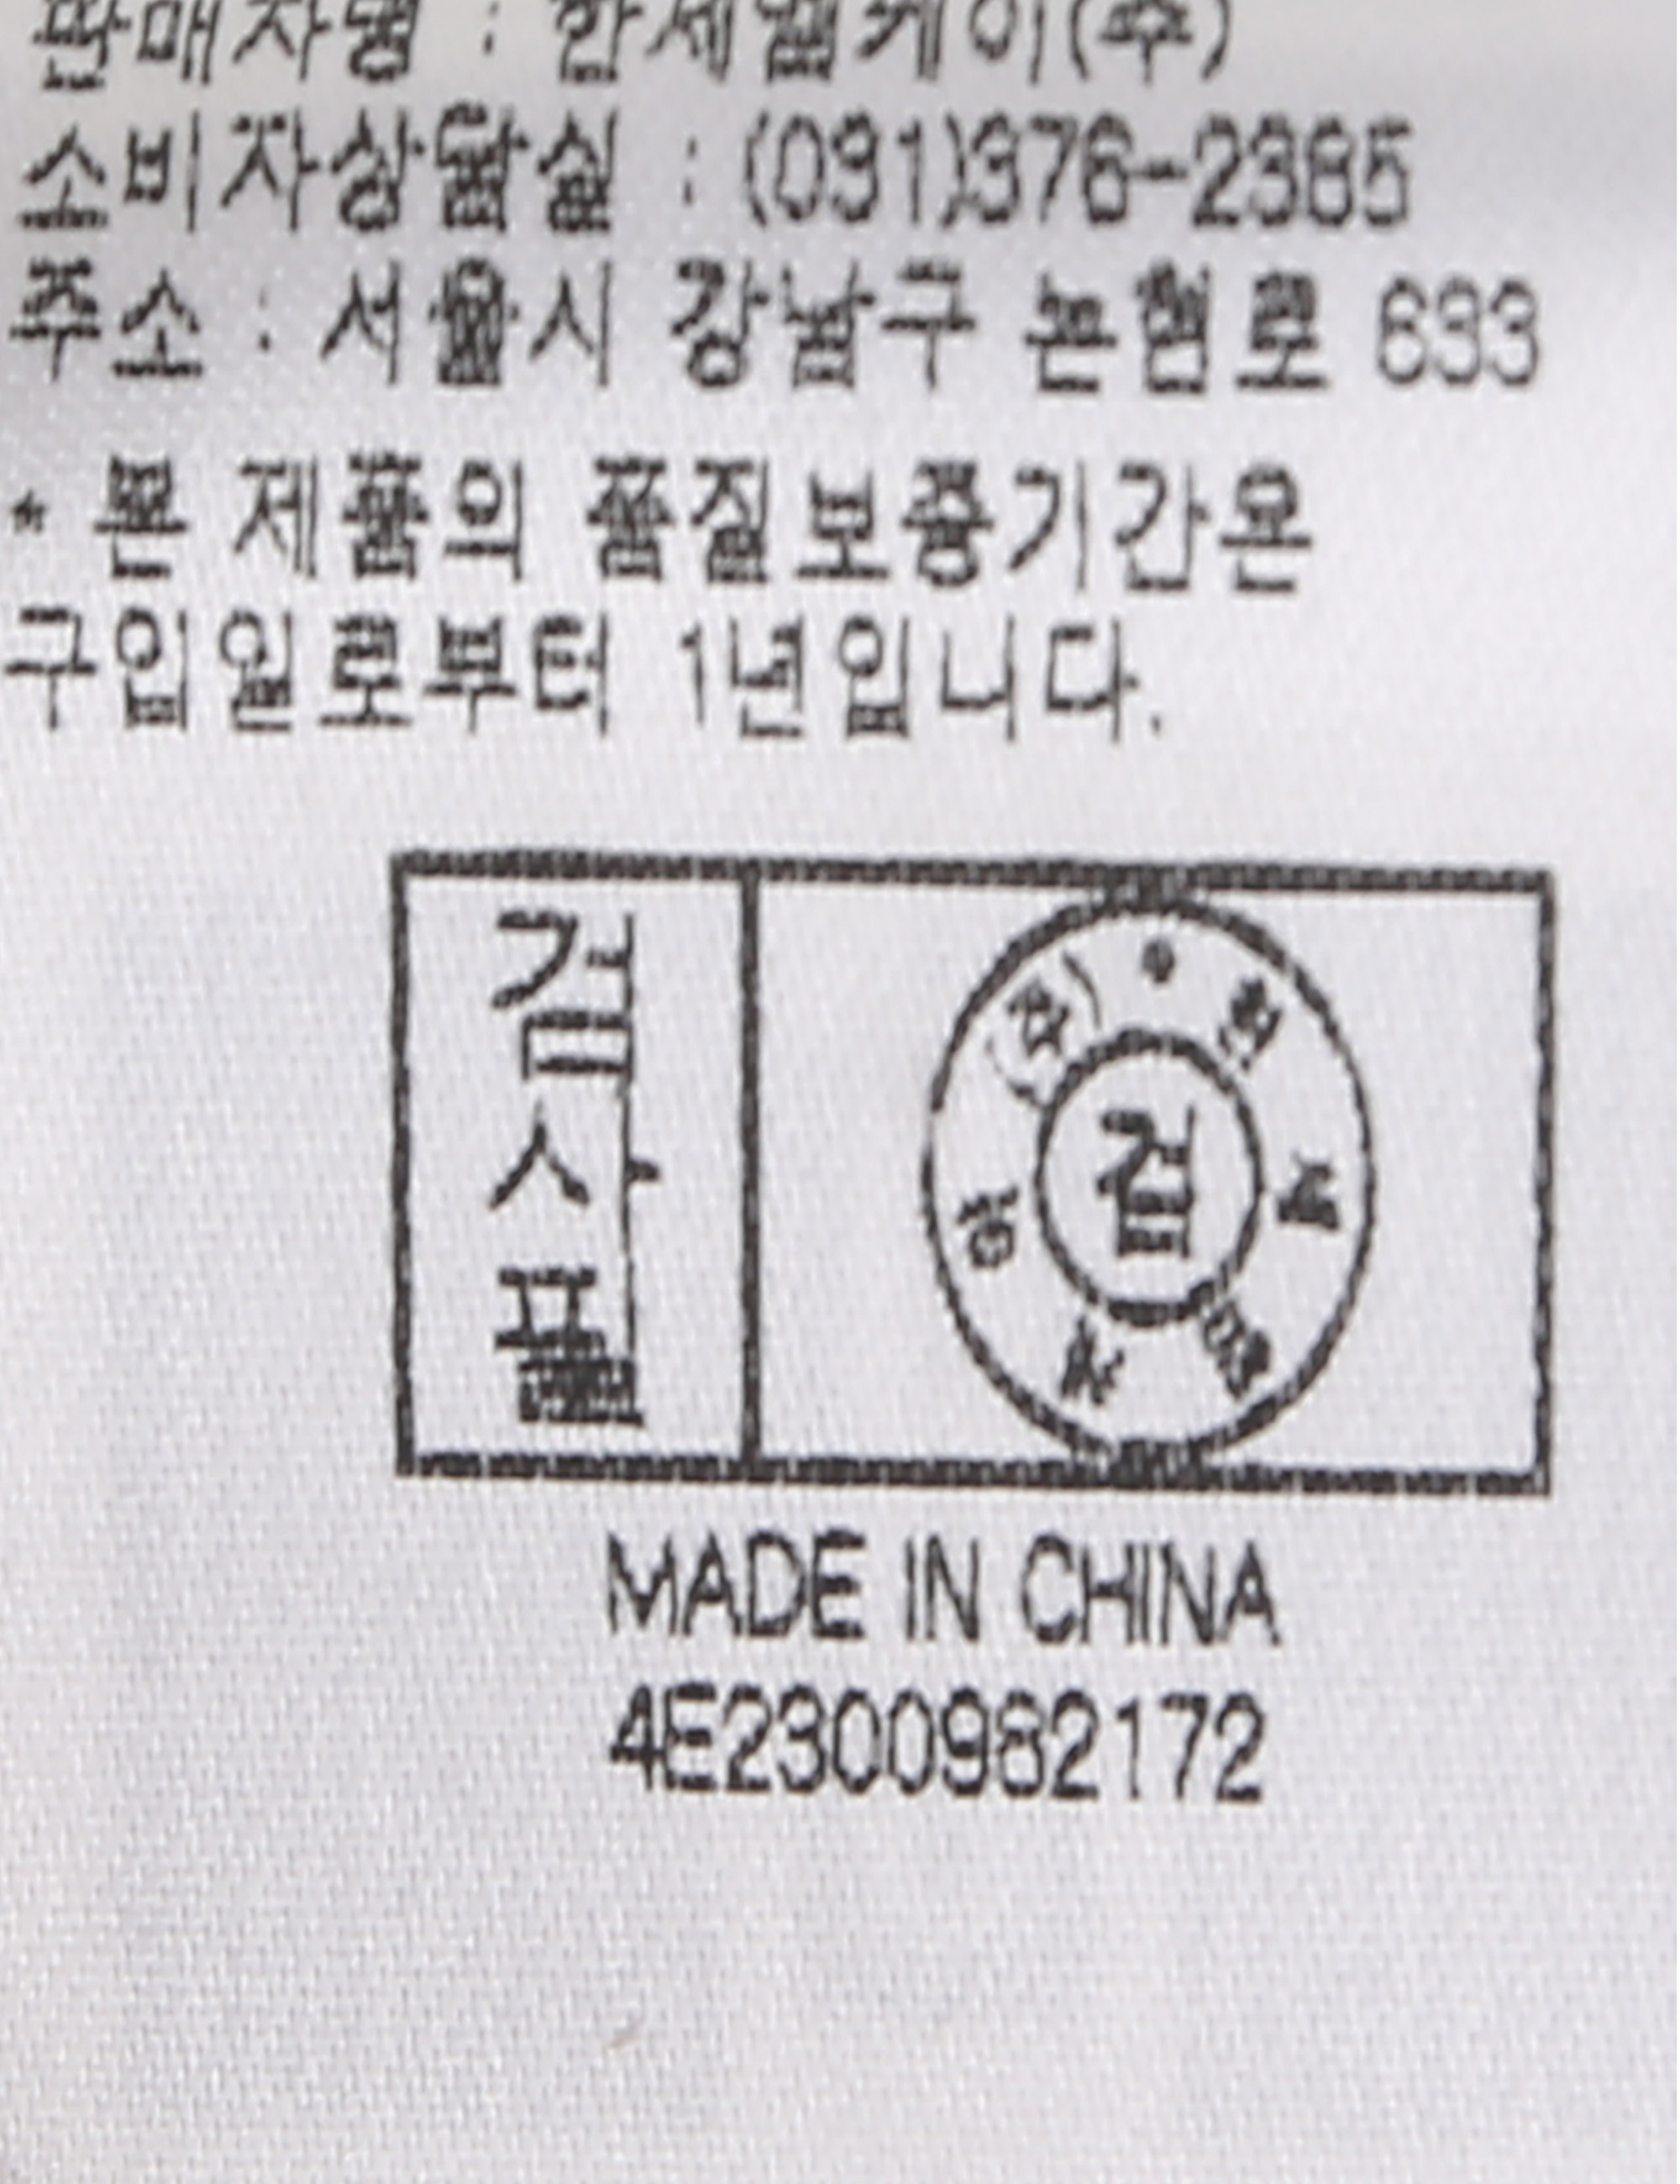 판매자명 : 한세엠케이(주)
소비자상담실 : (031)376-2365
주소 : 서울시 강남구 논현로 633
* 본 제품의 품질보증기간은
구입일로부터 1년입니다.
검사필
검
MADE IN CHINA
4E2300982172